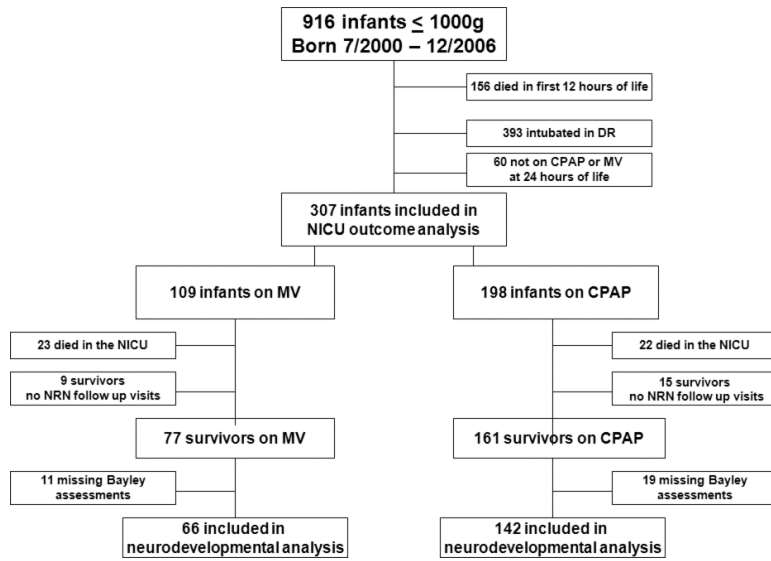 916 infants ≤ 1000g
Born 7/2000 – 12/2006
156 died in first 12 hours of life
393 intubated in DR
60 not on CPAP or MV
at 24 hours of life
307 infants included in
NICU outcome analysis
109 infants on MV
198 infants on CPAP
23 died in the NICU
22 died in the NICU
9 survivors
no NRN follow up visits
15 survivors
no NRN follow up visits
77 survivors on MV
161 survivors on CPAP
11 missing Bayley
assessments
19 missing Bayley
assessments
66 included in
neurodevelopmental analysis
142 included in
neurodevelopmental analysis